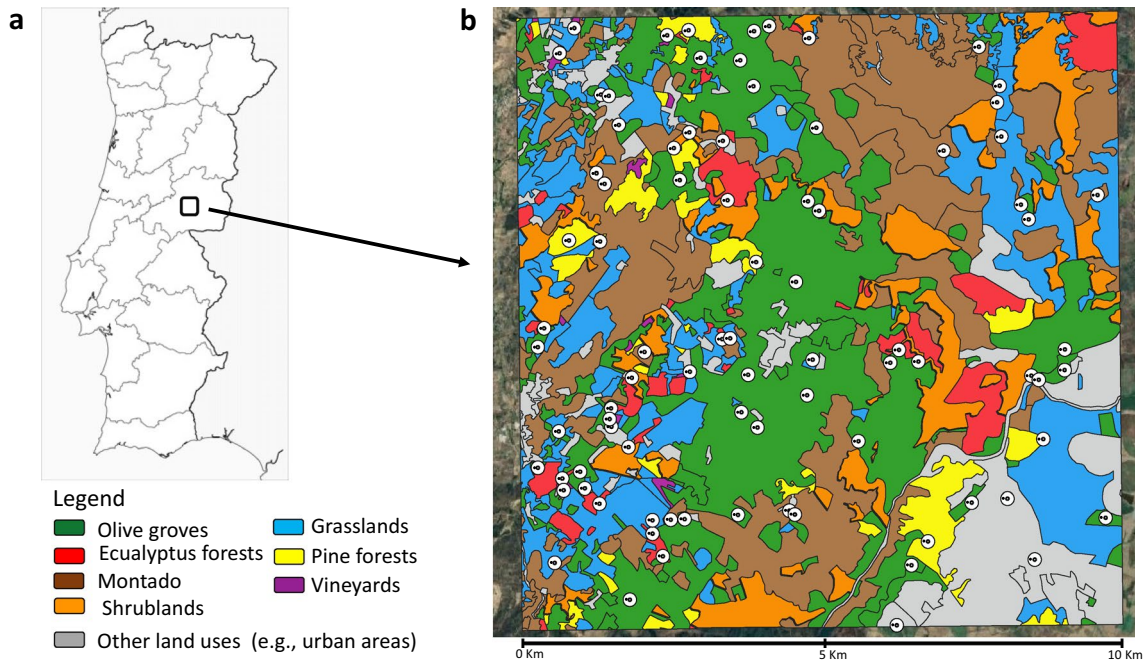 a
b
Legend
Olive groves
Ecualyptus forests
Montado
Shrublands
Other land uses (e.g., urban areas)
Grasslands
Pine forests
Vineyards
0 Km
5 Km
10 Km